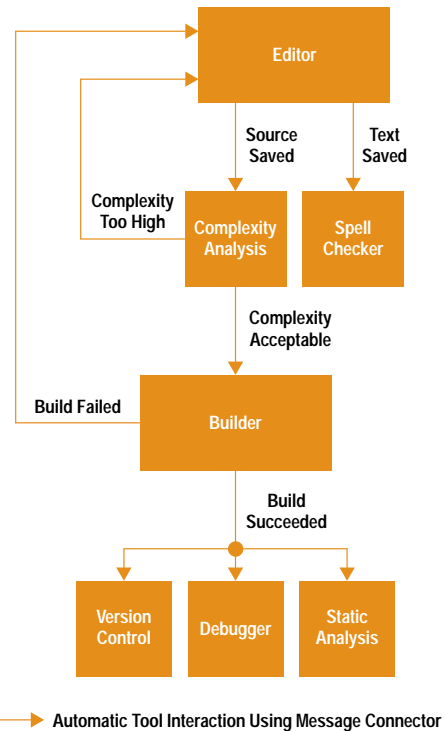 Editor
Source
Saved
Text
Saved
Complexity
Too High
Complexity
Analysis
Spell
Checker
Complexity
Acceptable
Build Failed
Builder
Build
Succeeded
Version
Control
Debugger
Static
Analysis
Automatic Tool Interaction Using Message Connector